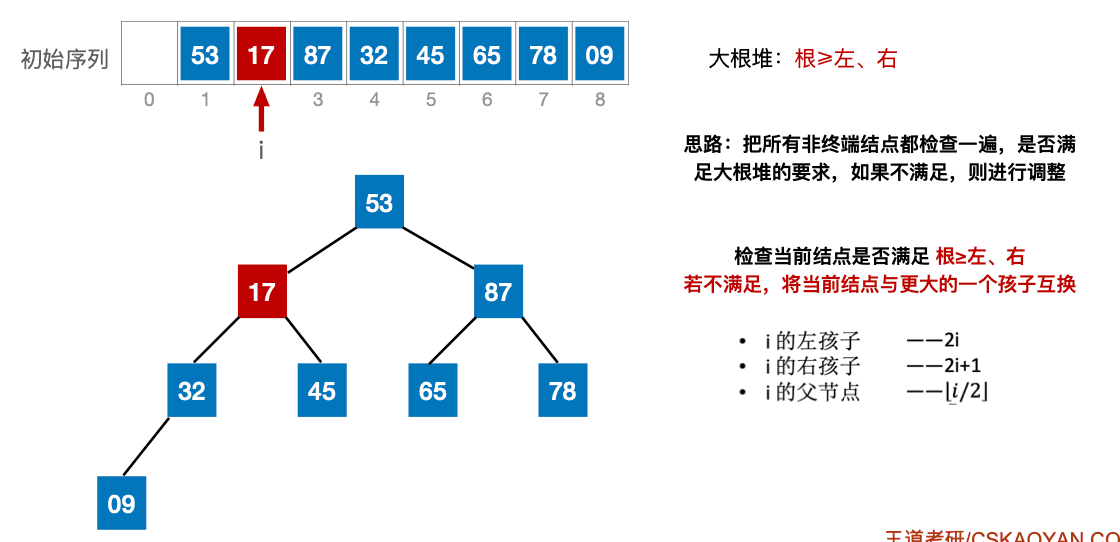 初始序列 53 17 87 32 45 65 78 09
0 1 3 4 5 6 7 8
i
大根堆：根≥左、右
思路：把所有非终端结点都检查一遍，是否满
足大根堆的要求，如果不满足，则进行调整
检查当前结点是否满足 根≥左、右
若不满足，将当前结点与更大的一个孩子互换
• i 的左孩子 ——2i
• i 的右孩子 ——2i+1
• i 的父节点 ——⌊i/2⌋
53
17 87
32 45 65 78
09
王道考研/CSKAOYAN.CO